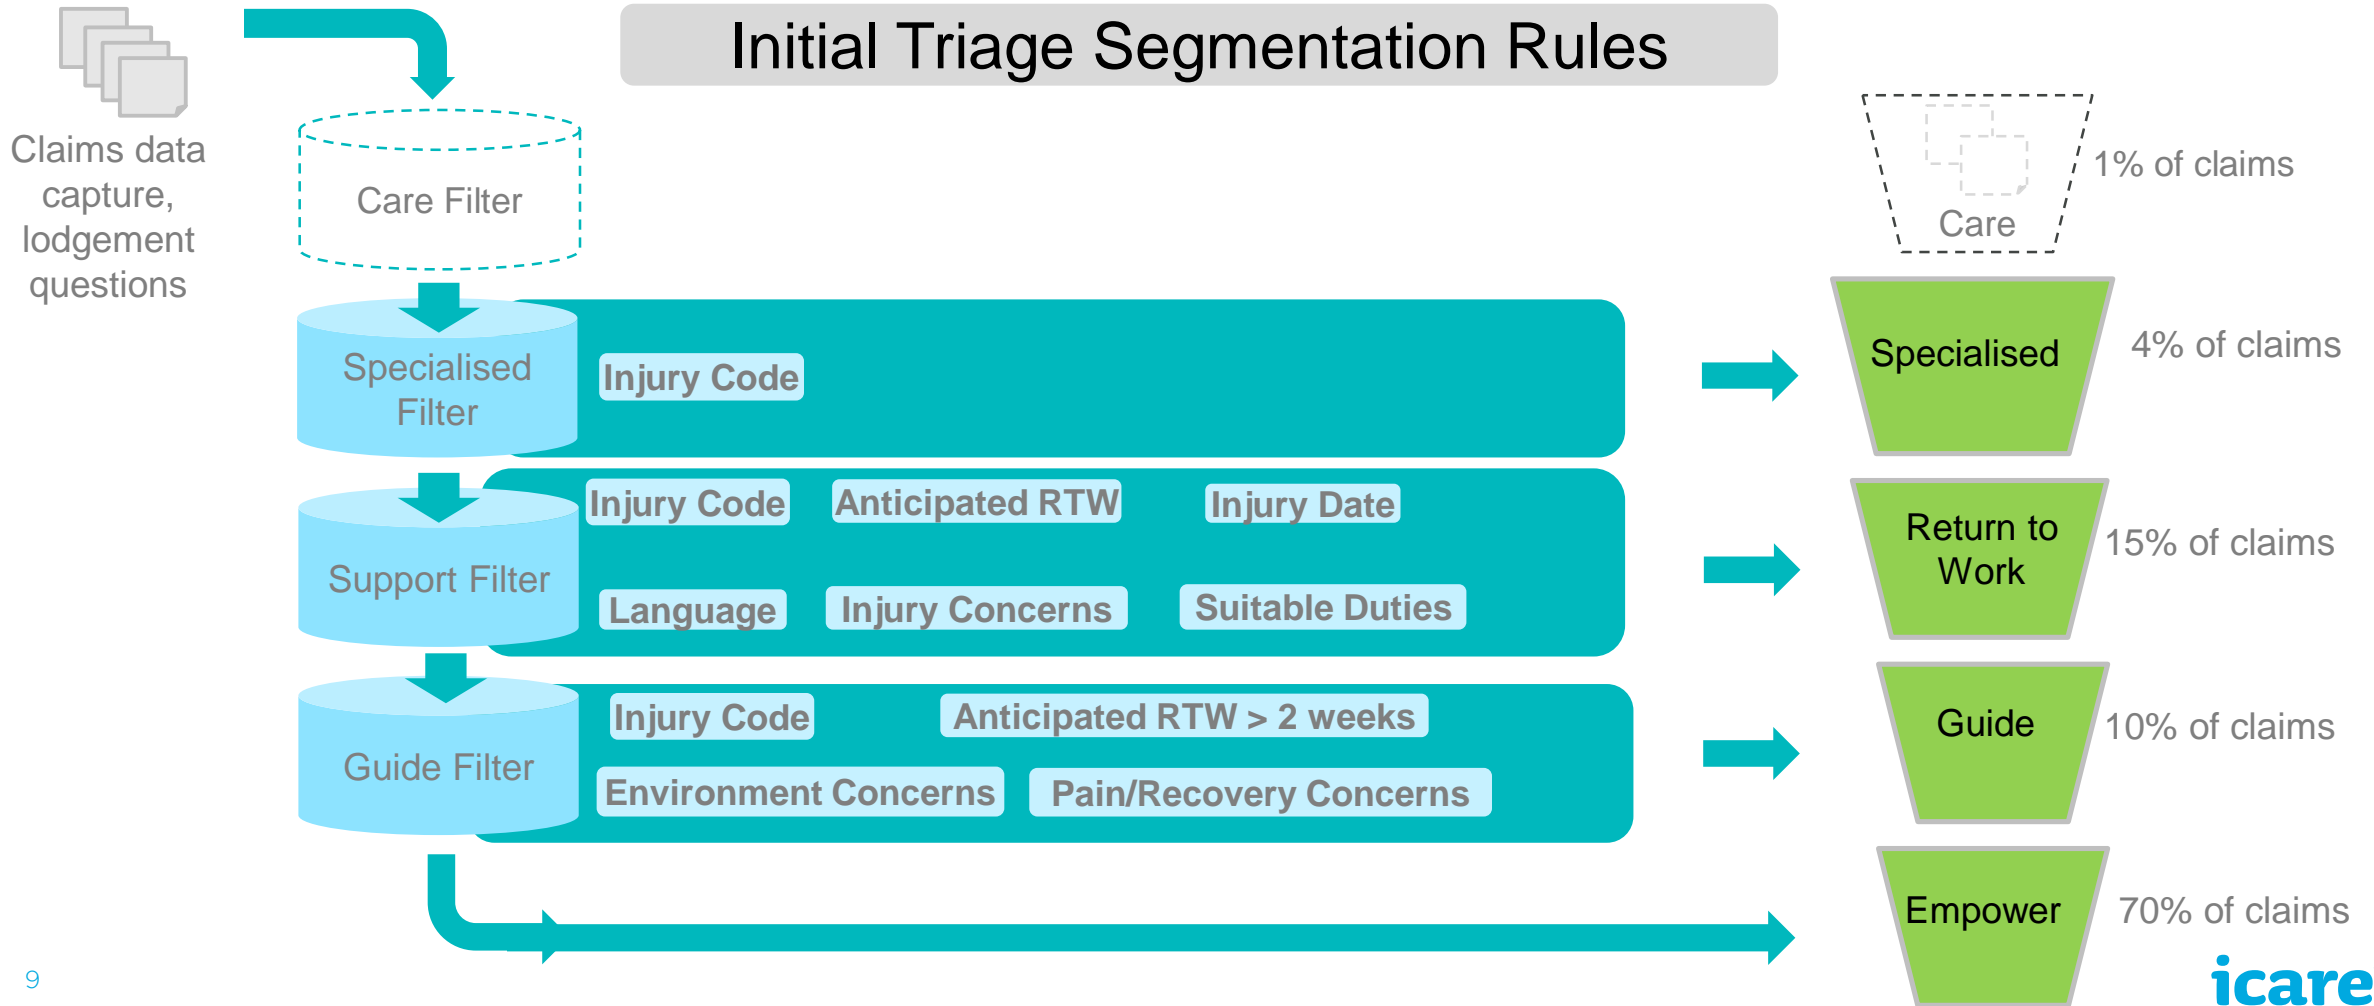 Initial Triage Segmentation Rules
Claims data
capture,
lodgement
questions
Care Filter
Care
1% of claims
Specialised
Filter
Injury Code
Specialised
4% of claims
Support Filter
Injury Code
Anticipated RTW
Injury Date
Language
Injury Concerns
Suitable Duties
Return to
Work
15% of claims
Guide Filter
Injury Code
Anticipated RTW > 2 weeks
Environment Concerns
Pain/Recovery Concerns
Guide
10% of claims
Empower
70% of claims
9
icare